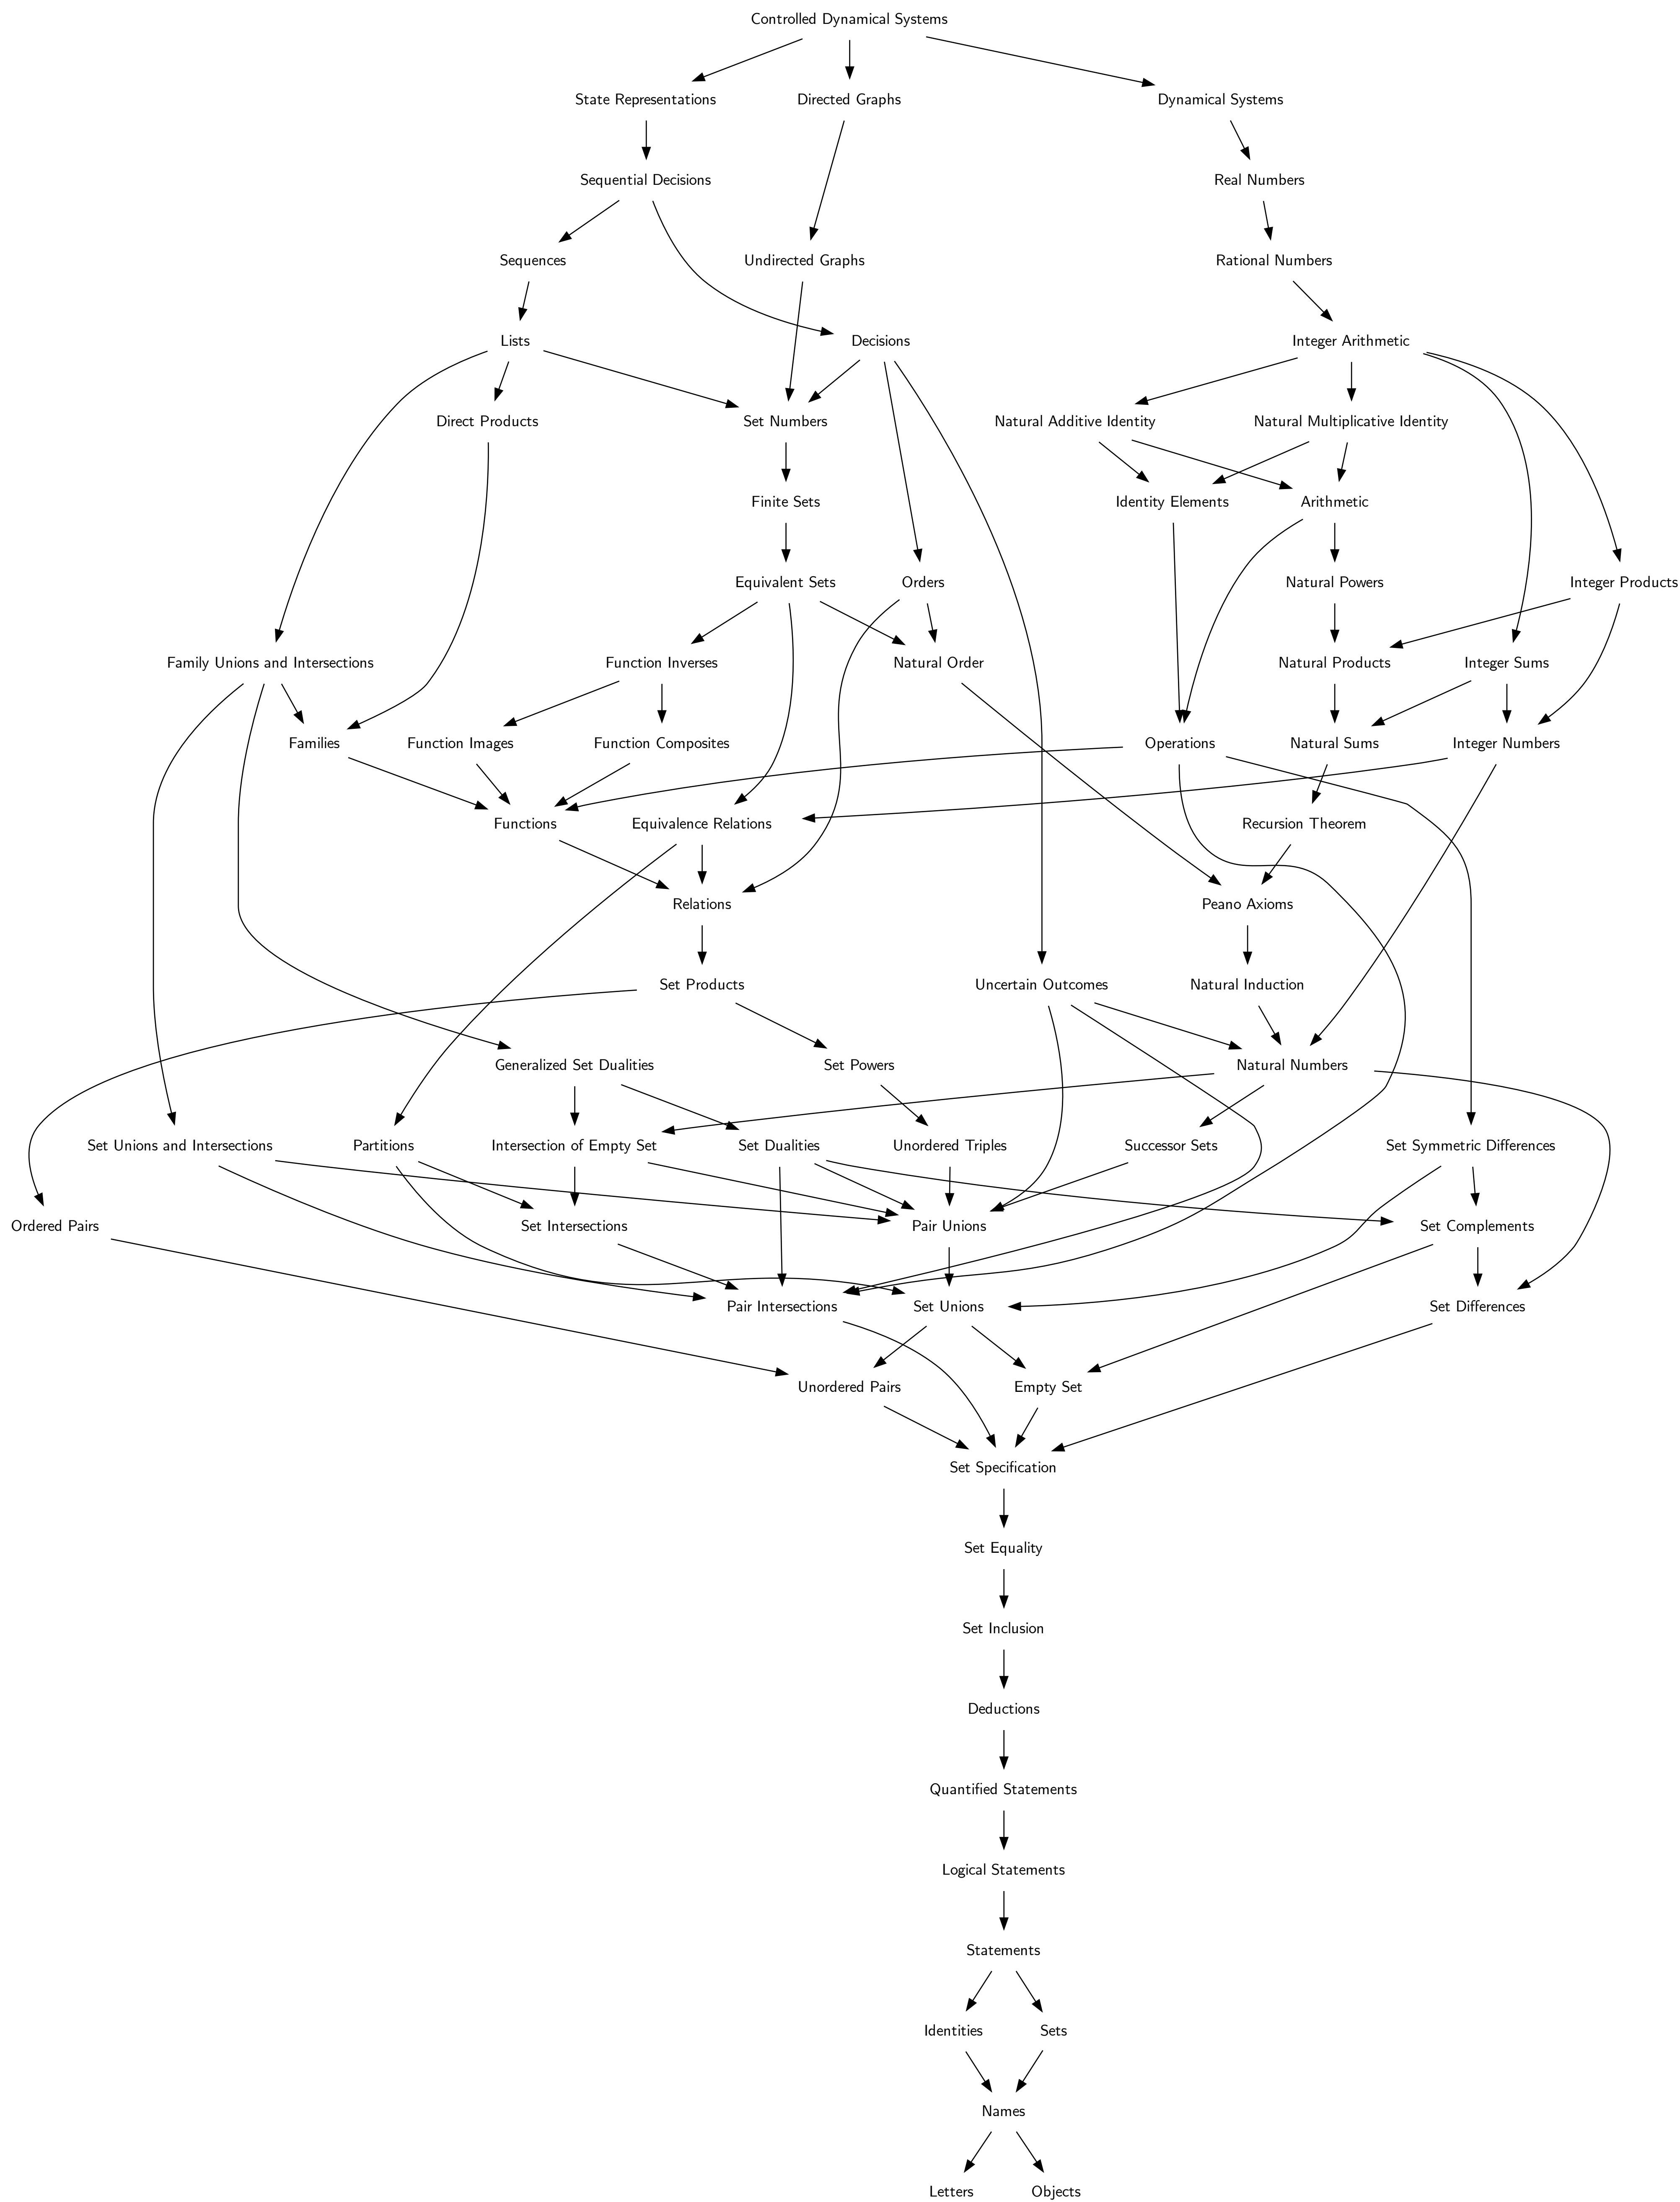 Controlled Dynamical Systems
State Representations
Directed Graphs
Dynamical Systems
Sequential Decisions
Real Numbers
Sequences
Undirected Graphs
Rational Numbers
Lists
Decisions
Integer Arithmetic
Direct Products
Set Numbers
Natural Additive Identity
Natural Multiplicative Identity
Finite Sets
Identity Elements
Arithmetic
Equivalent Sets
Orders
Natural Powers
Integer Products
Family Unions and Intersections
Function Inverses
Natural Order
Natural Products
Integer Sums
Families
Function Images
Function Composites
Operations
Natural Sums
Integer Numbers
Functions
Equivalence Relations
Recursion Theorem
Relations
Peano Axioms
Set Products
Uncertain Outcomes
Natural Induction
Generalized Set Dualities
Set Powers
Natural Numbers
Set Unions and Intersections
Partitions
Intersection of Empty Set
Set Dualities
Unordered Triples
Successor Sets
Set Symmetric Differences
Ordered Pairs
Set Intersections
Pair Unions
Set Complements
Pair Intersections
Set Unions
Set Differences
Unordered Pairs
Empty Set
Set Specification
Set Equality
Set Inclusion
Deductions
Quantified Statements
Logical Statements
Statements
Identities
Sets
Names
Letters
Objects